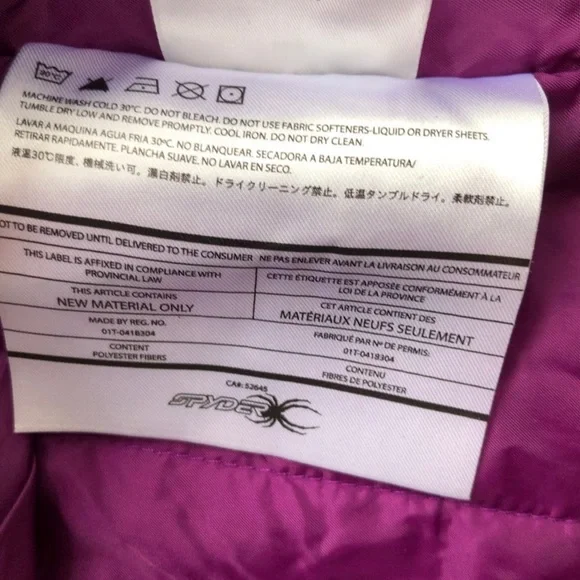 30°C
MACHINE WASH COLD 30°C. DO NOT BLEACH. DO NOT USE FABRIC SOFTENERS-LIQUID OR DRYER SHEETS.
TUMBLE DRY LOW AND REMOVE PROMPTLY. COOL IRON. DO NOT DRY CLEAN.
LAVAR A MAQUINA AGUA FRIA 30ºC. NO BLANQUEAR. SECADORA A BAJA TEMPERATURA/
RETIRAR RAPIDAMENTE. PLANCHA SUAVE. NO LAVAR EN SECO.
液温30℃限度、機械洗い可。漂白剤禁止。ドライクリーニング禁止。低温タンブルドライ。柔軟剤禁止。
OT TO BE REMOVED UNTIL DELIVERED TO THE CONSUMER NE PAS ENLEVER AVANT LA LIVRAISON AU CONSOMMATEUR
THIS LABEL IS AFFIXED IN COMPLIANCE WITH
PROVINCIAL LAW
CETTE ÉTIQUETTE EST APPOSÉE CONFORMÉMENT À LA
LOI DE LA PROVINCE
THIS ARTICLE CONTAINS
NEW MATERIAL ONLY
CET ARTICLE CONTIENT DES
MATÉRIAUX NEUFS SEULEMENT
MADE BY REG. NO.
01T-0418304
FABRIQUÉ PAR Nº DE PERMIS:
01T-0418304
CONTENT
POLYESTER FIBERS
CONTENU
FIBRES DE POLYESTER
CA#: 52645
SPYDER